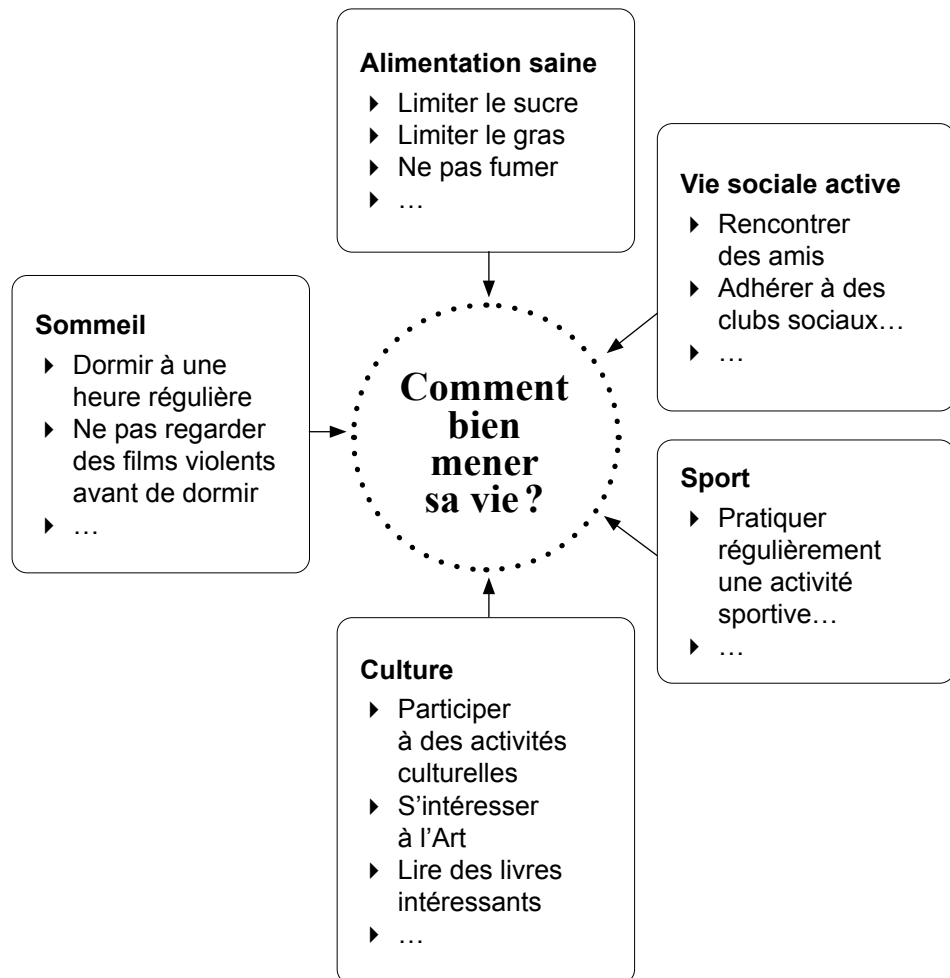 Alimentation saine
▸ Limiter le sucre
▸ Limiter le gras
▸ Ne pas fumer
▸ …
Vie sociale active
▸ Rencontrer
des amis
▸ Adhérer à des
clubs sociaux…
▸ …
Sommeil
▸ Dormir à une
heure régulière
▸ Ne pas regarder
des films violents
avant de dormir
▸ …
Comment
bien
mener
sa vie ?
Sport
▸ Pratiquer
régulièrement
une activité
sportive…
▸ …
Culture
▸ Participer
à des activités
culturelles
▸ S’intéresser
à l’Art
▸ Lire des livres
intéressants
▸ …